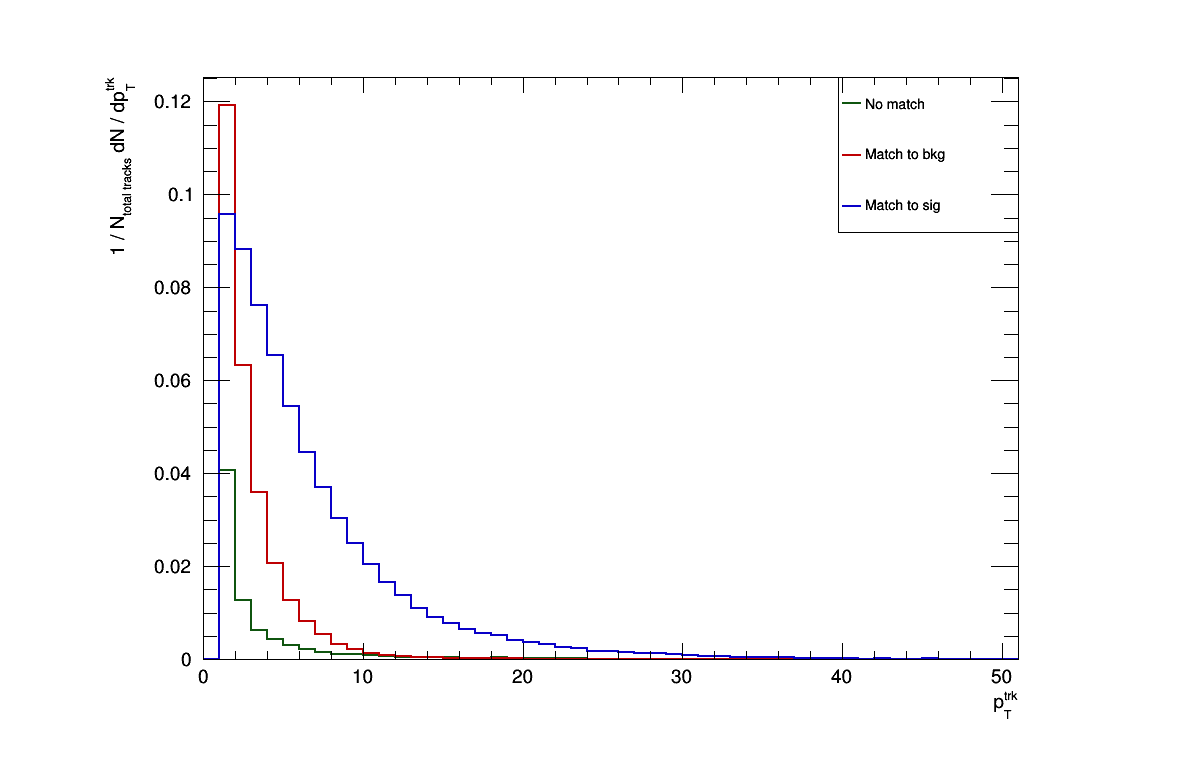 1 / N_total tracks dN / dp_T^trk
0.12
0.1
0.08
0.06
0.04
0.02
0
No match
Match to bkg
Match to sig
0 10 20 30 40 50
p_T^trk